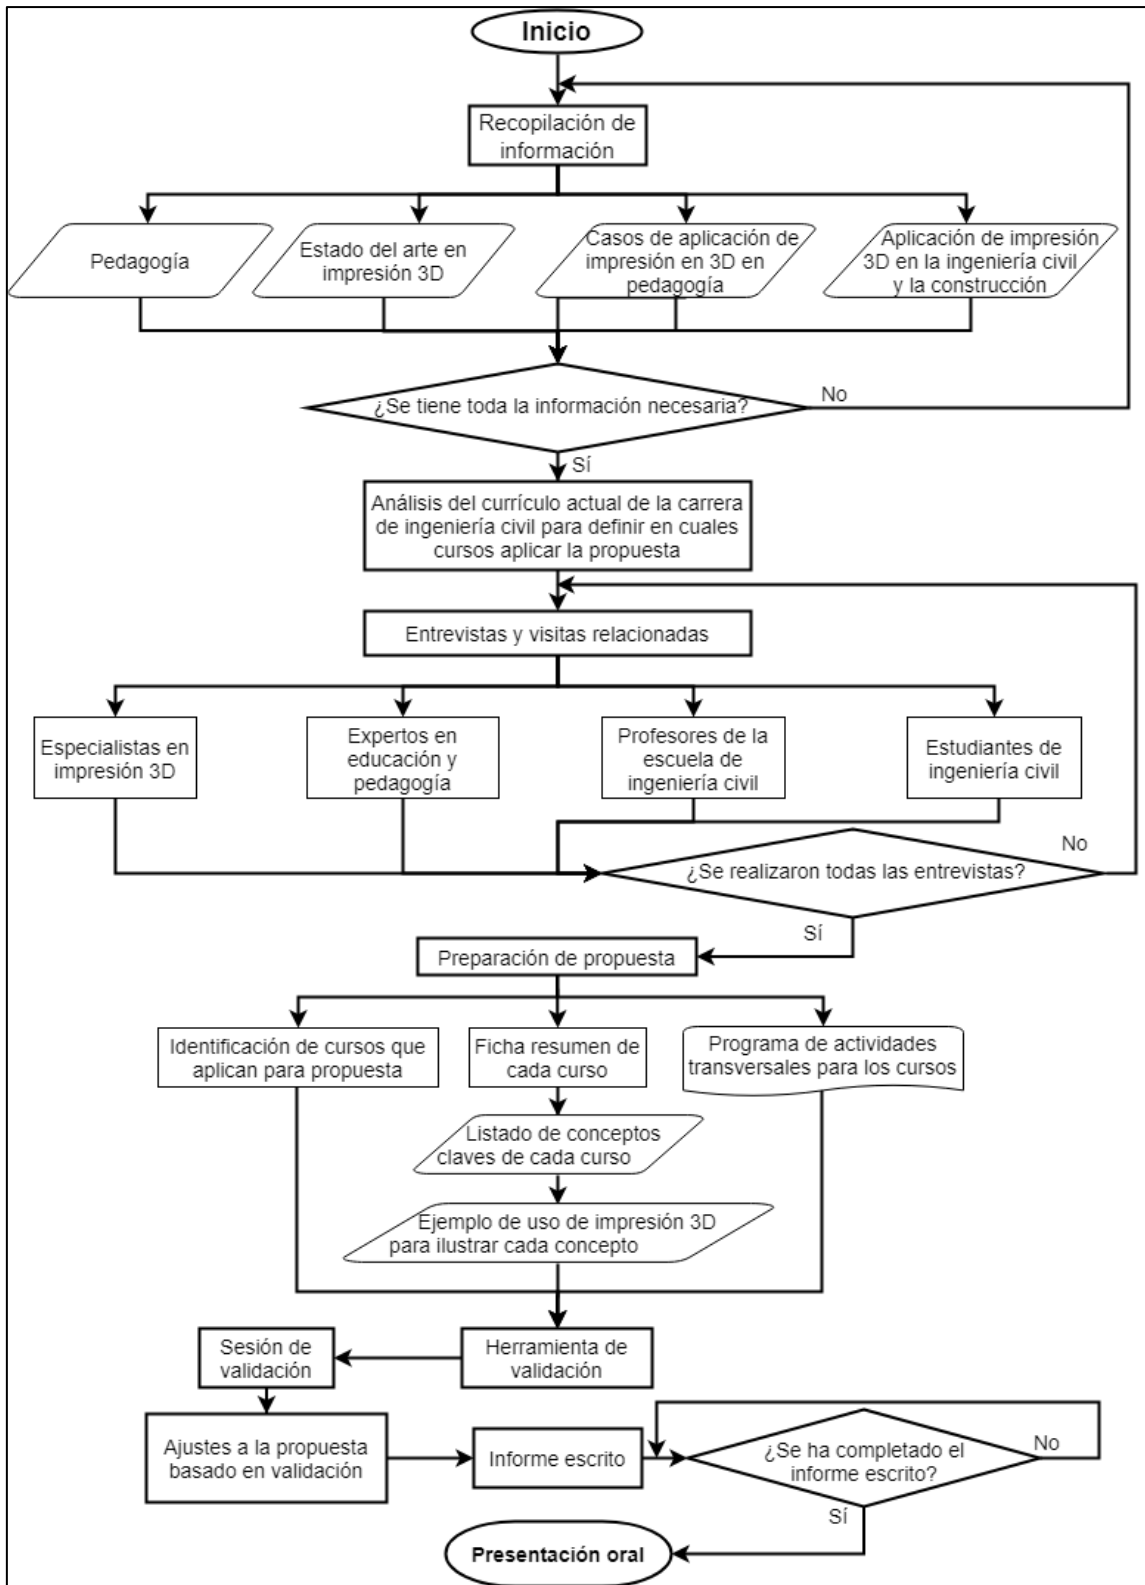 Inicio
Recopilación de
información
Pedagogía
Estado del arte en
impresión 3D
Casos de aplicación de
impresión en 3D en
pedagogía
Aplicación de impresión
3D en la ingeniería civil
y la construcción
¿Se tiene toda la información necesaria?
No
Sí
Análisis del currículo actual de la carrera
de ingeniería civil para definir en cuales
cursos aplicar la propuesta
Entrevistas y visitas relacionadas
Especialistas en
impresión 3D
Expertos en
educación y
pedagogía
Profesores de la
escuela de
ingeniería civil
Estudiantes de
ingeniería civil
¿Se realizaron todas las entrevistas?
No
Sí
Preparación de propuesta
Identificación de cursos que
aplican para propuesta
Ficha resumen de
cada curso
Programa de actividades
transversales para los cursos
Listado de conceptos
claves de cada curso
Ejemplo de uso de impresión 3D
para ilustrar cada concepto
Herramienta de
validación
Sesión de
validación
Ajustes a la propuesta
basado en validación
Informe escrito
¿Se ha completado el
informe escrito?
No
Sí
Presentación oral